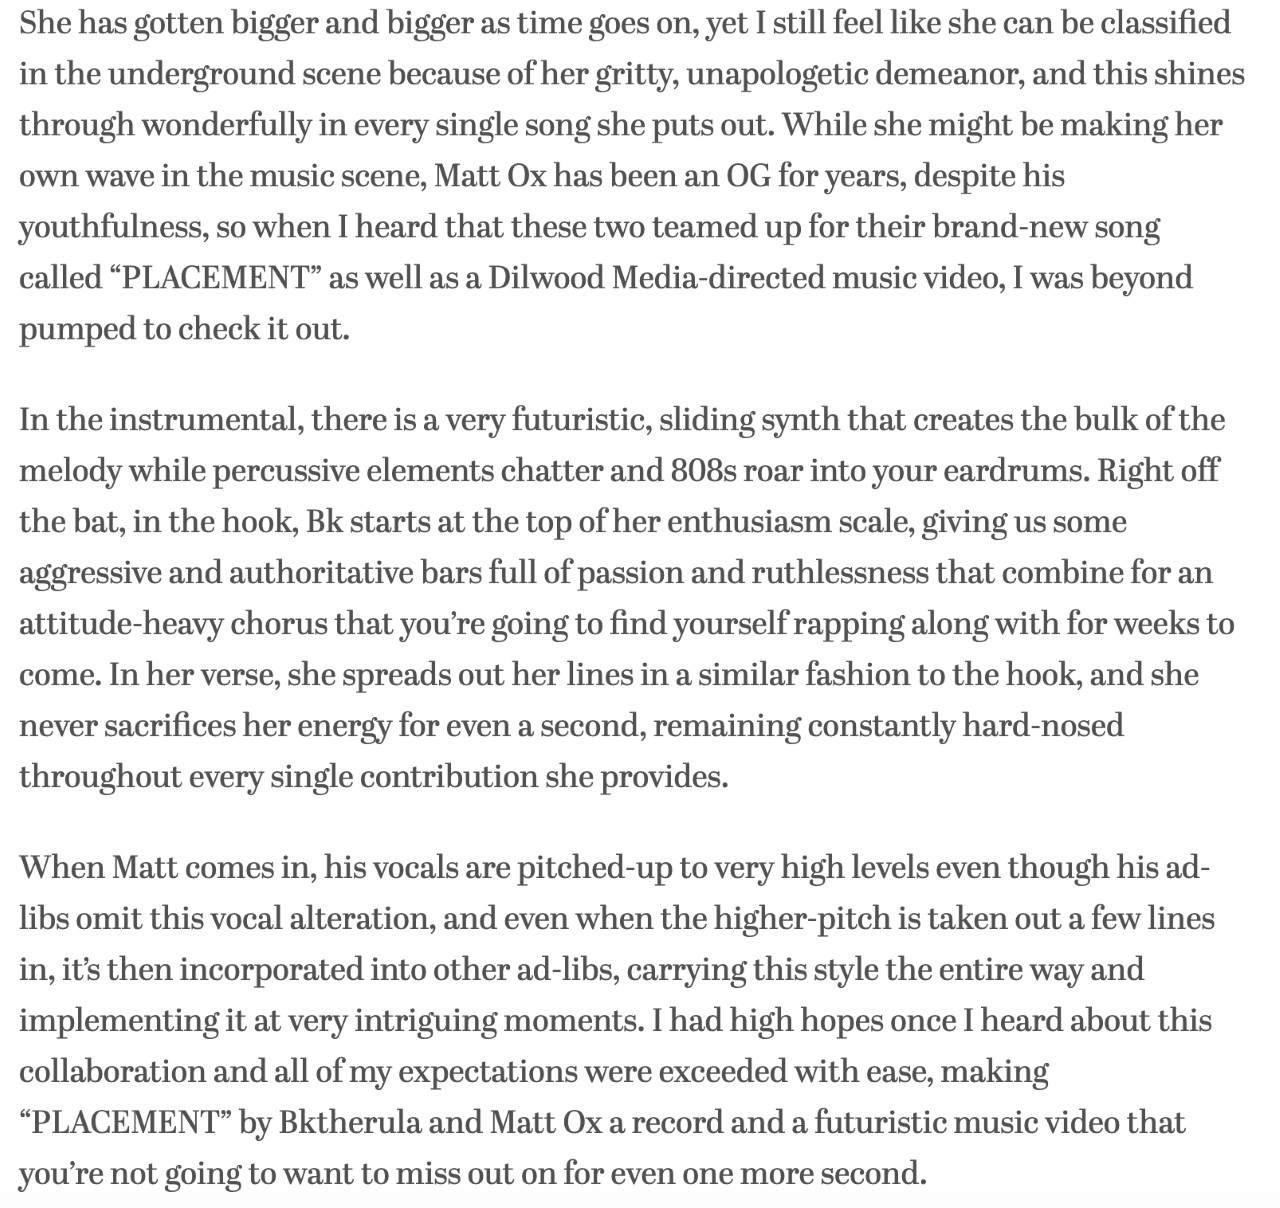 She has gotten bigger and bigger as time goes on, yet I still feel like she can be classified
in the underground scene because of her gritty, unapologetic demeanor, and this shines
through wonderfully in every single song she puts out. While she might be making her
own wave in the music scene, Matt Ox has been an OG for years, despite his
youthfulness, so when I heard that these two teamed up for their brand-new song
called “PLACEMENT” as well as a Dilwood Media-directed music video, I was beyond
pumped to check it out.
In the instrumental, there is a very futuristic, sliding synth that creates the bulk of the
melody while percussive elements chatter and 808s roar into your eardrums. Right off
the bat, in the hook, Bk starts at the top of her enthusiasm scale, giving us some
aggressive and authoritative bars full of passion and ruthlessness that combine for an
attitude-heavy chorus that you’re going to find yourself rapping along with for weeks to
come. In her verse, she spreads out her lines in a similar fashion to the hook, and she
never sacrifices her energy for even a second, remaining constantly hard-nosed
throughout every single contribution she provides.
When Matt comes in, his vocals are pitched-up to very high levels even though his ad-
libs omit this vocal alteration, and even when the higher-pitch is taken out a few lines
in, it’s then incorporated into other ad-libs, carrying this style the entire way and
implementing it at very intriguing moments. I had high hopes once I heard about this
collaboration and all of my expectations were exceeded with ease, making
“PLACEMENT” by Bktherula and Matt Ox a record and a futuristic music video that
you’re not going to want to miss out on for even one more second.